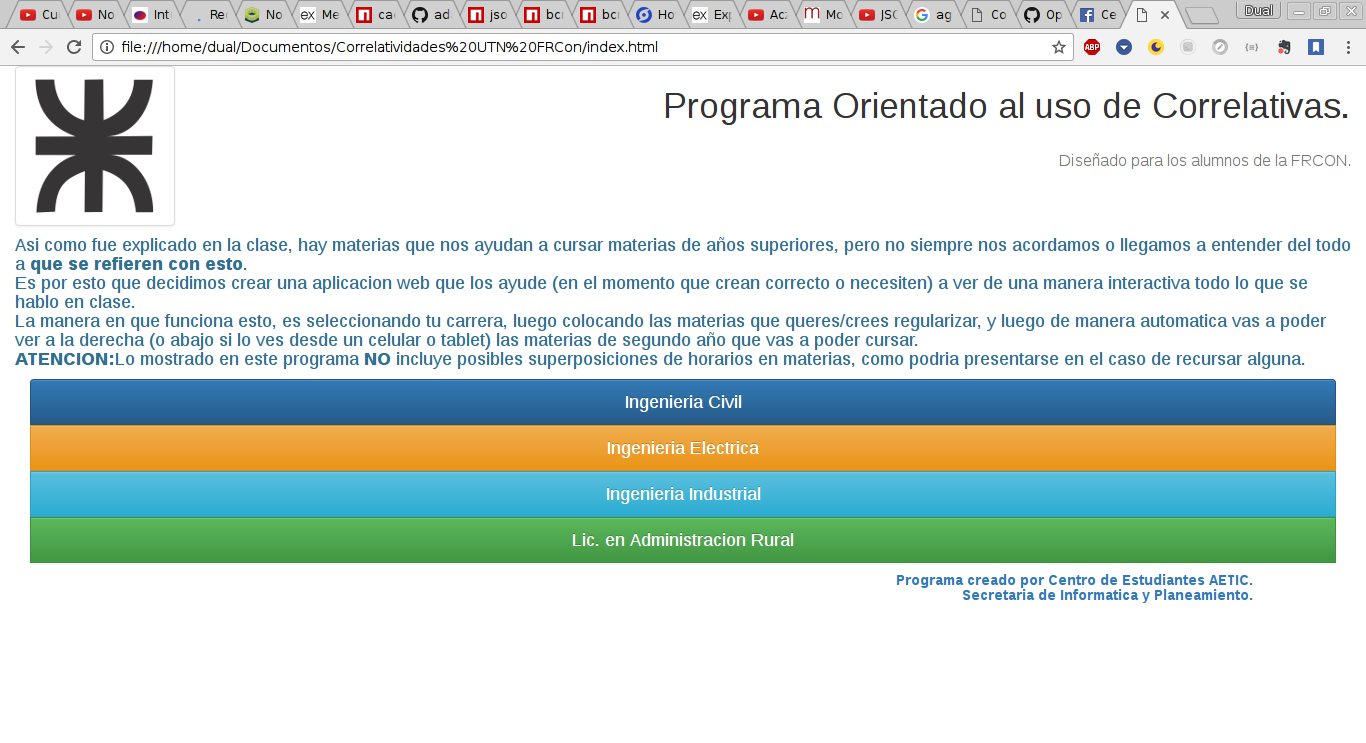 Cu
No
Int
Re
No
Me
ca
ad
jso
bcr
bcr
Ho
Ex
Ac
Mo
JSC
ag
Co
Op
Ce
Dual
file:///home/dual/Documentos/Correlatividades%20UTN%20FRCon/index.html
ABP
Programa Orientado al uso de Correlativas.
Diseñado para los alumnos de la FRCON.
Asi como fue explicado en la clase, hay materias que nos ayudan a cursar materias de años superiores, pero no siempre nos acordamos o llegamos a entender del todo
a que se refieren con esto.
Es por esto que decidimos crear una aplicacion web que los ayude (en el momento que crean correcto o necesiten) a ver de una manera interactiva todo lo que se
hablo en clase.
La manera en que funciona esto, es seleccionando tu carrera, luego colocando las materias que queres/crees regularizar, y luego de manera automatica vas a poder
ver a la derecha (o abajo si lo ves desde un celular o tablet) las materias de segundo año que vas a poder cursar.
ATENCION:Lo mostrado en este programa NO incluye posibles superposiciones de horarios en materias, como podria presentarse en el caso de recursar alguna.
Ingenieria Civil
Ingenieria Electrica
Ingenieria Industrial
Lic. en Administracion Rural
Programa creado por Centro de Estudiantes AETIC.
Secretaria de Informatica y Planeamiento.